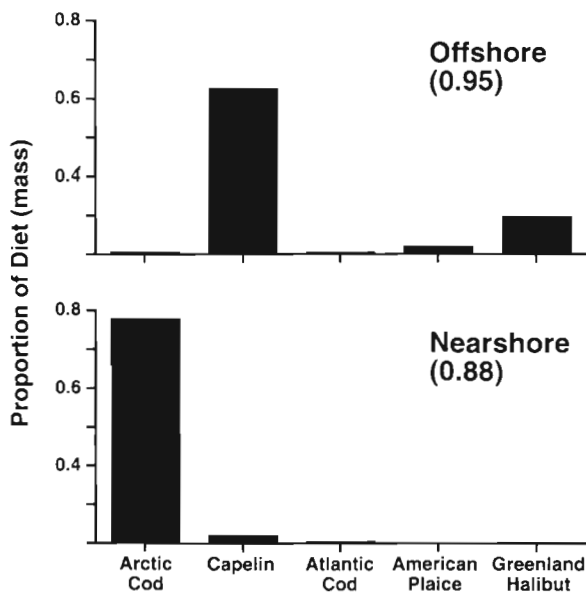 Proportion of Diet (mass)
0.8
0.6
0.4
Offshore
(0.95)
0.8
0.6
0.4
Nearshore
(0.88)
Arctic
Cod
Capelin
Atlantic
Cod
American
Plaice
Greenland
Halibut